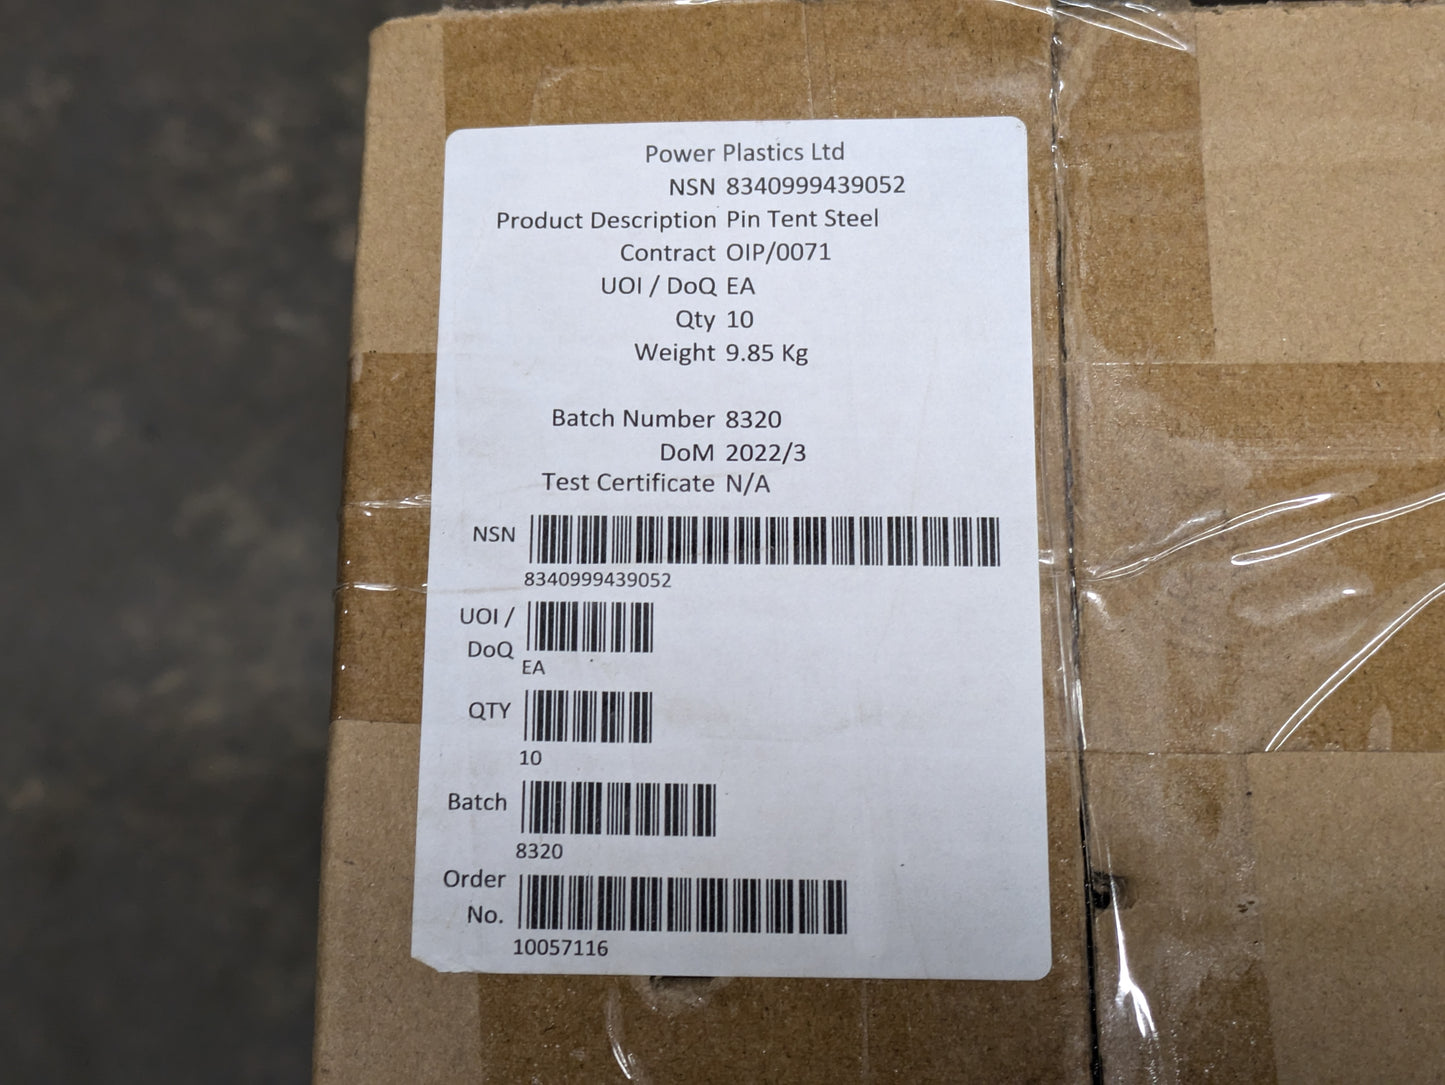 Power Plastics Ltd
NSN 8340999439052
Product Description Pin Tent Steel
Contract OIP/0071
UOI / DoQ EA
Qty 10
Weight 9.85 Kg
Batch Number 8320
DoM 2022/3
Test Certificate N/A
NSN
8340999439052
UOI /
DoQ
EA
QTY
10
Batch
8320
Order
No.
10057116